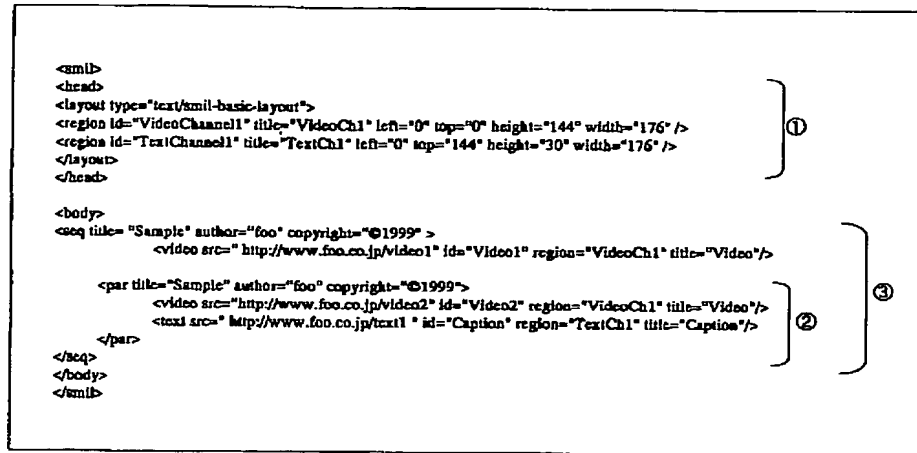 <smil>
<head>
<layout type="text/smil-basic-layout">
<region id="VideoChannel1" title="VideoCh1" left="0" top="0" height="144" width="176" />
<region id="TextChannel1" title="TextCh1" left="0" top="144" height="30" width="176" />
</layout>
</head>
①
<body>
<seq title= "Sample" author="foo" copyright="©1999" >
<video src=" http://www.foo.co.jp/video1" id="Video1" region="VideoCh1" title="Video"/>
<par title="Sample" author="foo" copyright="©1999">
<video src="http://www.foo.co.jp/video2" id="Video2" region="VideoCh1" title="Video"/>
<text src=" http://www.foo.co.jp/text1 " id="Caption" region="TextCh1" title="Caption"/>
</par>
②
</seq>
</body>
③
</smil>